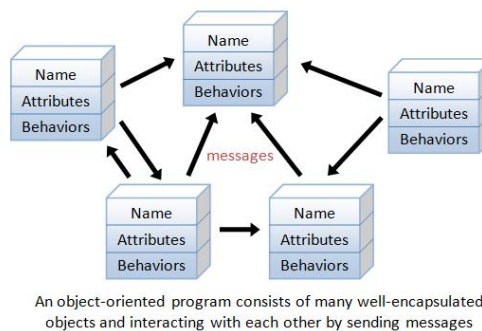 Name
Attributes
Behaviors
Name
Attributes
Behaviors
Name
Attributes
Behaviors
messages
Name
Attributes
Behaviors
Name
Attributes
Behaviors
An object-oriented program consists of many well-encapsulated
objects and interacting with each other by sending messages